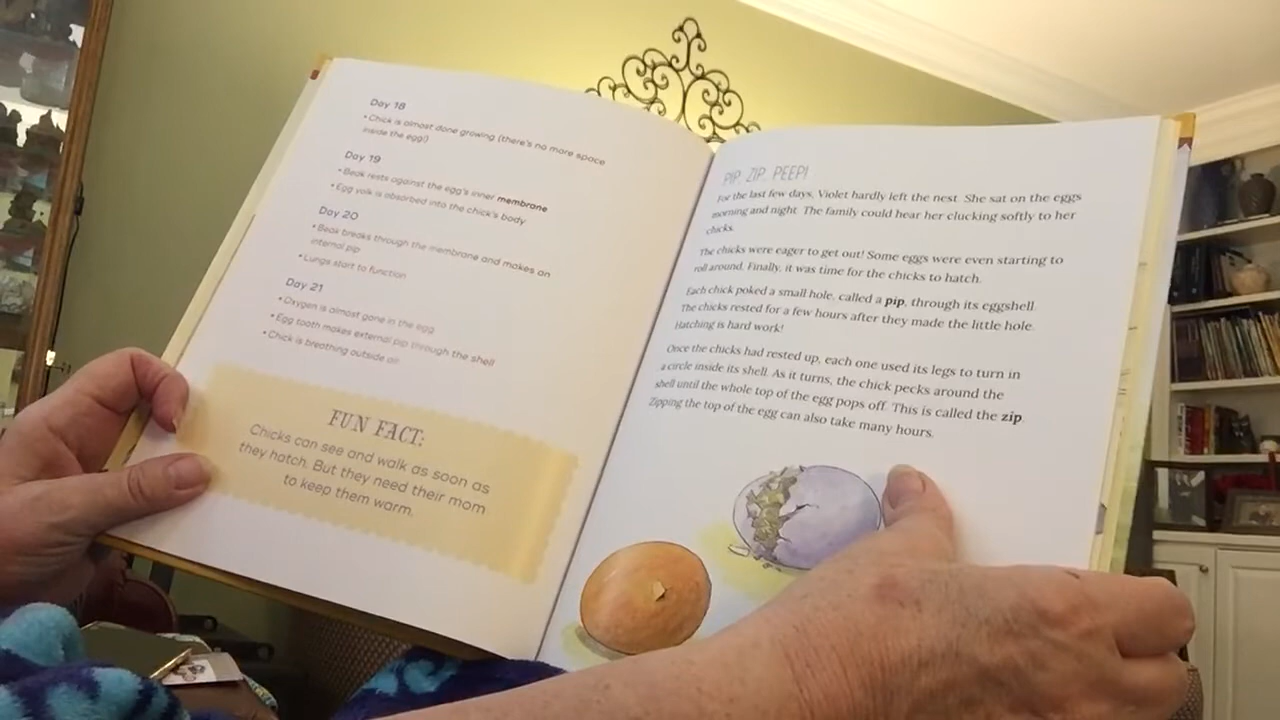 Day 18
• Chick is almost done growing (there's no more space
inside the egg!)
Day 19
• Beak rests against the egg's inner membrane
• Egg yolk is absorbed into the chick's body
Day 20
• Beak breaks through the membrane and makes an
internal pip
• Lungs start to function
Day 21
• Oxygen is almost gone in the egg
• Egg tooth makes external pip through the shell
• Chick is breathing outside air
FUN FACT:
Chicks can see and walk as soon as
they hatch. But they need their mom
to keep them warm.
PIP, ZIP, PEEP!
For the last few days, Violet hardly left the nest. She sat on the eggs
morning and night. The family could hear her clucking softly to her
chicks.
The chicks were eager to get out! Some eggs were even starting to
roll around. Finally, it was time for the chicks to hatch.
Each chick poked a small hole, called a pip, through its eggshell.
The chicks rested for a few hours after they made the little hole.
Hatching is hard work!
Once the chicks had rested up, each one used its legs to turn in
a circle inside its shell. As it turns, the chick pecks around the
shell until the whole top of the egg pops off. This is called the zip.
Zipping the top of the egg can also take many hours.